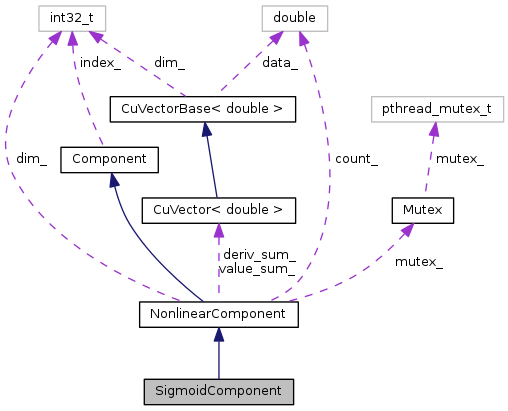 int32_t
double
index_
dim_
data_
CuVectorBase< double >
pthread_mutex_t
dim_
Component
count_
mutex_
CuVector< double >
Mutex
deriv_sum_
value_sum_
mutex_
NonlinearComponent
SigmoidComponent